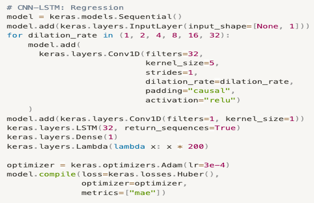 # CNN-LSTM: Regression
model = keras.models.Sequential()
model.add(keras.layers.InputLayer(input_shape=[None, 1]))
for dilation_rate in (1, 2, 4, 8, 16, 32):
    model.add(
      keras.layers.Conv1D(filters=32,
                          kernel_size=5,
                          strides=1,
                          dilation_rate=dilation_rate,
                          padding="causal",
                          activation="relu")
    )
model.add(keras.layers.Conv1D(filters=1, kernel_size=1))
keras.layers.LSTM(32, return_sequences=True)
keras.layers.Dense(1)
keras.layers.Lambda(lambda x: x * 200)

optimizer = keras.optimizers.Adam(lr=3e-4)
model.compile(loss=keras.losses.Huber(),
              optimizer=optimizer,
              metrics=["mae"])